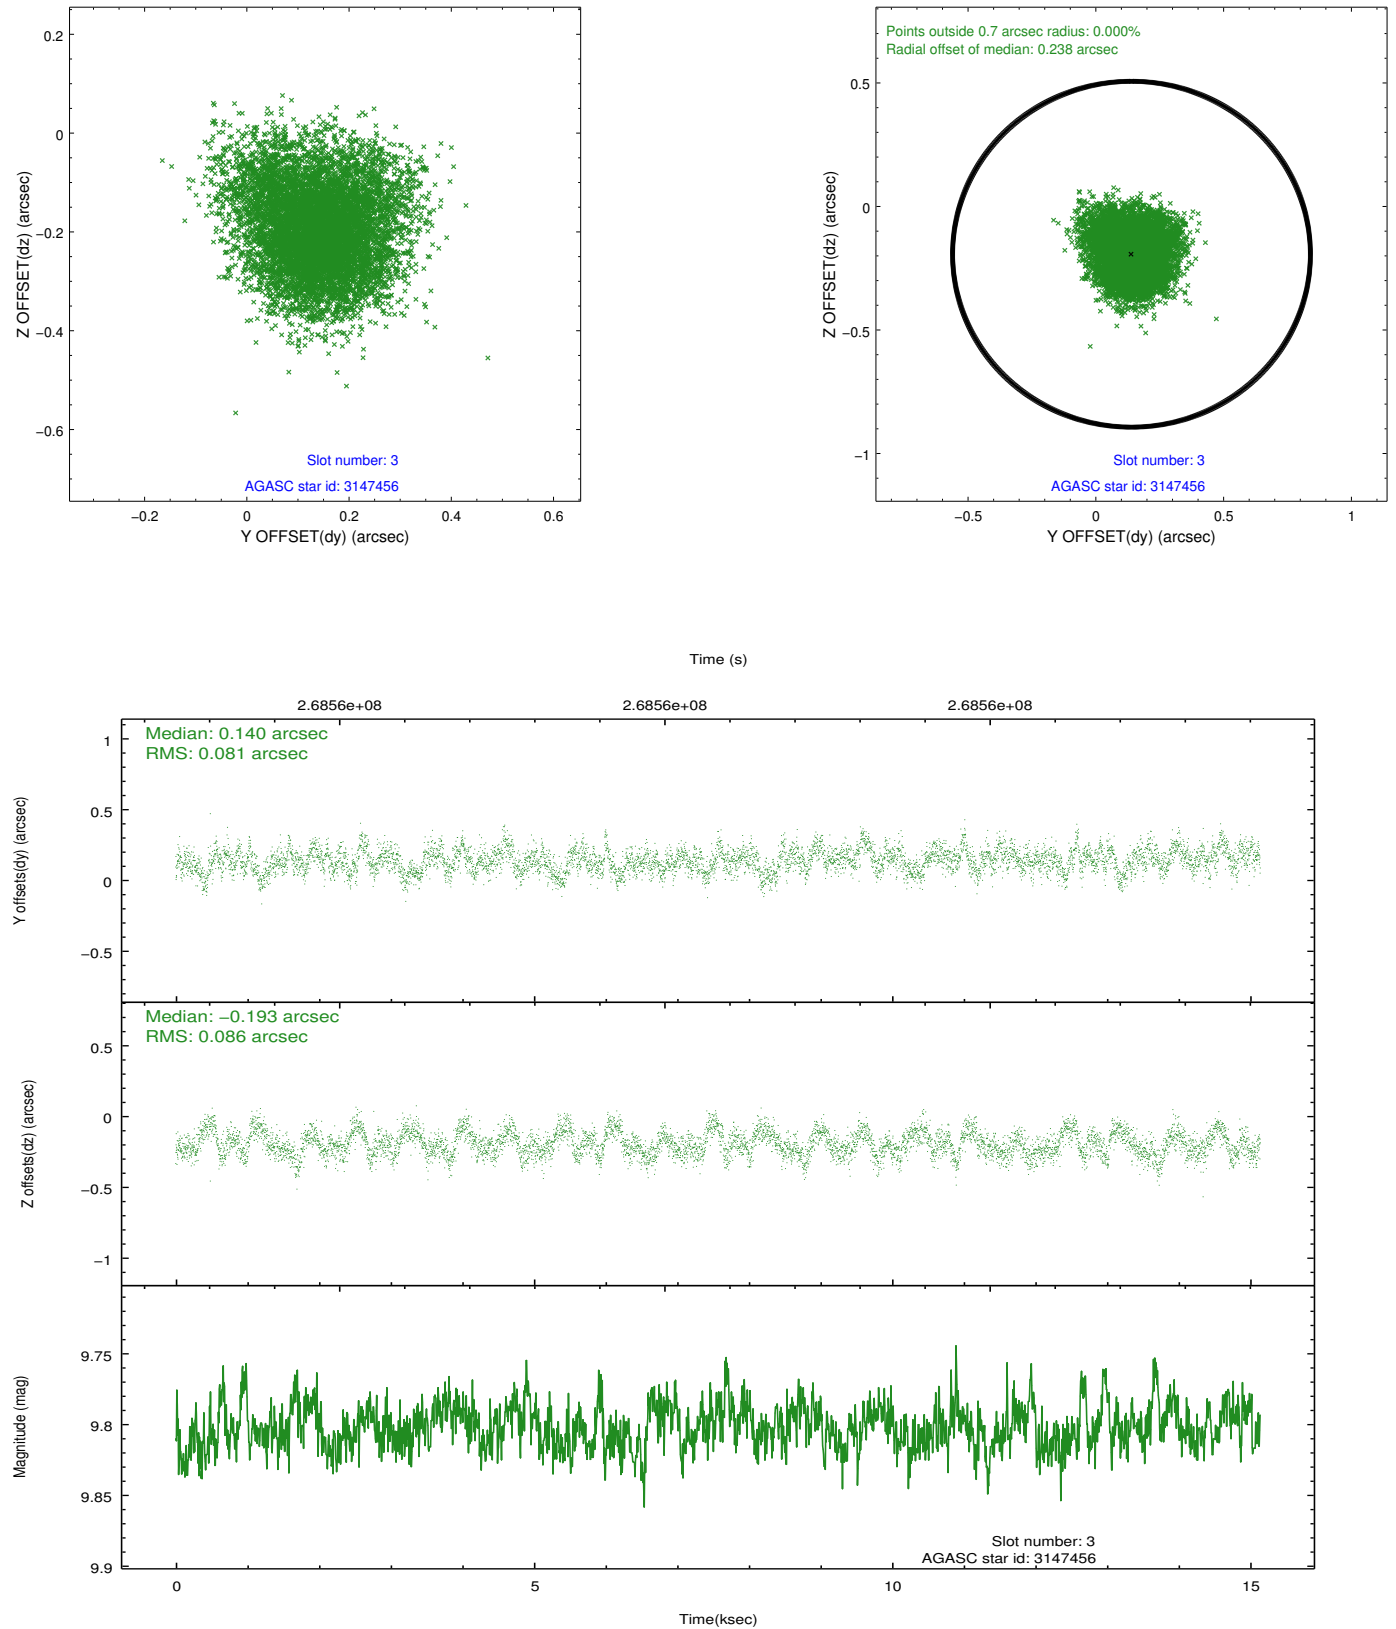 0.2
0
−0.2
−0.4
−0.6
Z OFFSET(dz) (arcsec)
Slot number: 3
AGASC star id: 3147456
−0.2 0 0.2 0.4 0.6
Y OFFSET(dy) (arcsec)
Points outside 0.7 arcsec radius: 0.000%
Radial offset of median: 0.238 arcsec
0.5
0
−0.5
−1
Z OFFSET(dz) (arcsec)
Slot number: 3
AGASC star id: 3147456
−0.5 0 0.5 1
Y OFFSET(dy) (arcsec)
Time (s)
2.6856e+08 2.6856e+08 2.6856e+08
Median: 0.140 arcsec
RMS: 0.081 arcsec
1
0.5
0
−0.5
Y offsets(dy) (arcsec)
Median: −0.193 arcsec
RMS: 0.086 arcsec
0.5
0
−0.5
−1
Z offsets(dz) (arcsec)
9.75
9.8
9.85
9.9
Magnitude (mag)
Slot number: 3
AGASC star id: 3147456
0 5 10 15
Time(ksec)